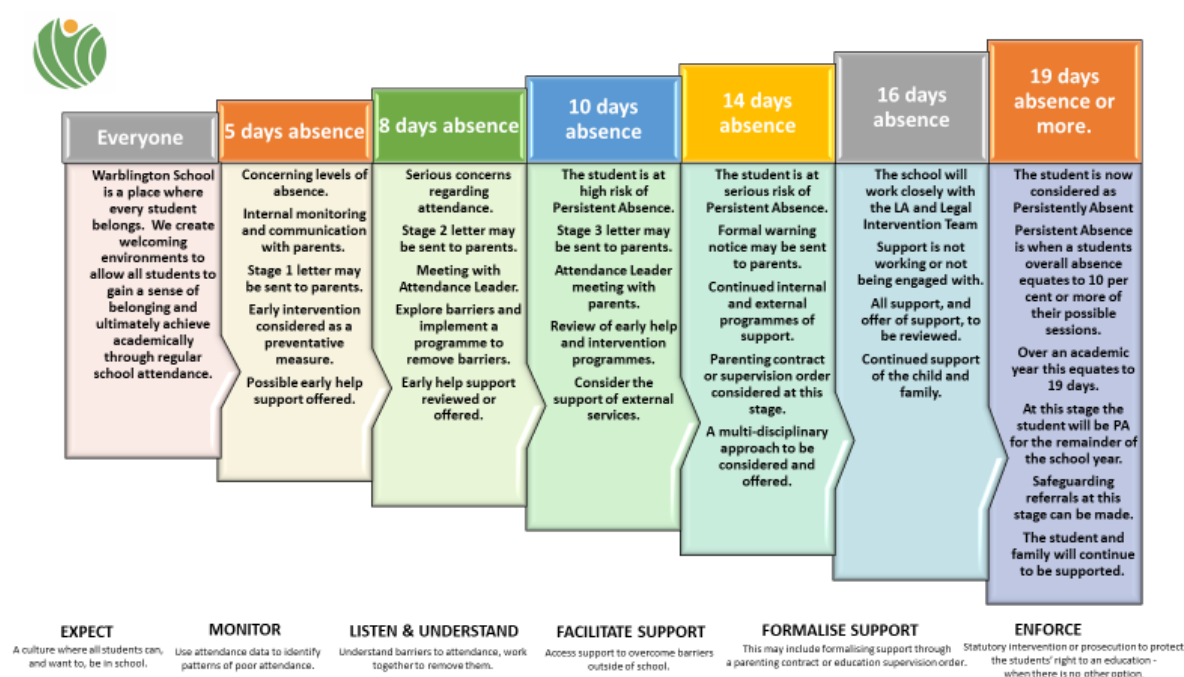 Everyone
Warblington School
is a place where
every student
belongs. We create
welcoming
environments to
allow all students to
gain a sense of
belonging and
ultimately achieve
academically
through regular
school attendance.
5 days absence
Concerning levels of
absence.
Internal monitoring
and communication
with parents.
Stage 1 letter may
be sent to parents.
Early intervention
considered as a
preventative
measure.
Possible early help
support offered.
8 days absence
Serious concerns
regarding
attendance.
Stage 2 letter may
be sent to parents.
Meeting with
Attendance Leader.
Explore barriers and
implement a
programme to
remove barriers.
Early help support
reviewed or
offered.
10 days
absence
The student is at
high risk of
Persistent Absence.
Stage 3 letter may
be sent to parents.
Attendance Leader
meeting with
parents.
Review of early help
and intervention
programmes.
Consider the
support of external
services.
14 days
absence
The student is at
serious risk of
Persistent Absence.
Formal warning
notice may be sent
to parents.
Continued internal
and external
programmes of
support.
Parenting contract
or supervision order
considered at this
stage.
A multi-disciplinary
approach to be
considered and
offered.
16 days
absence
The school will
work closely with
the LA and Legal
Intervention Team
Support is not
working or not
being engaged with.
All support, and
offer of support, to
be reviewed.
Continued support
of the child and
family.
19 days
absence or
more.
The student is now
considered as
Persistently Absent
Persistent Absence
is when a students
overall absence
equates to 10 per
cent or more of
their possible
sessions.
Over an academic
year this equates to
19 days.
At this stage the
student will be PA
for the remainder of
the school year.
Safeguarding
referrals at this
stage can be made.
The student and
family will continue
to be supported.
EXPECT
A culture where all students can,
and want to, be in school.
MONITOR
Use attendance data to identify
patterns of poor attendance.
LISTEN & UNDERSTAND
Understand barriers to attendance, work
together to remove them.
FACILITATE SUPPORT
Access support to overcome barriers
outside of school.
FORMALISE SUPPORT
This may include formalising support through
a parenting contract or education supervision order.
ENFORCE
Statutory intervention or prosecution to protect
the students' right to an education -
when there is no other option.